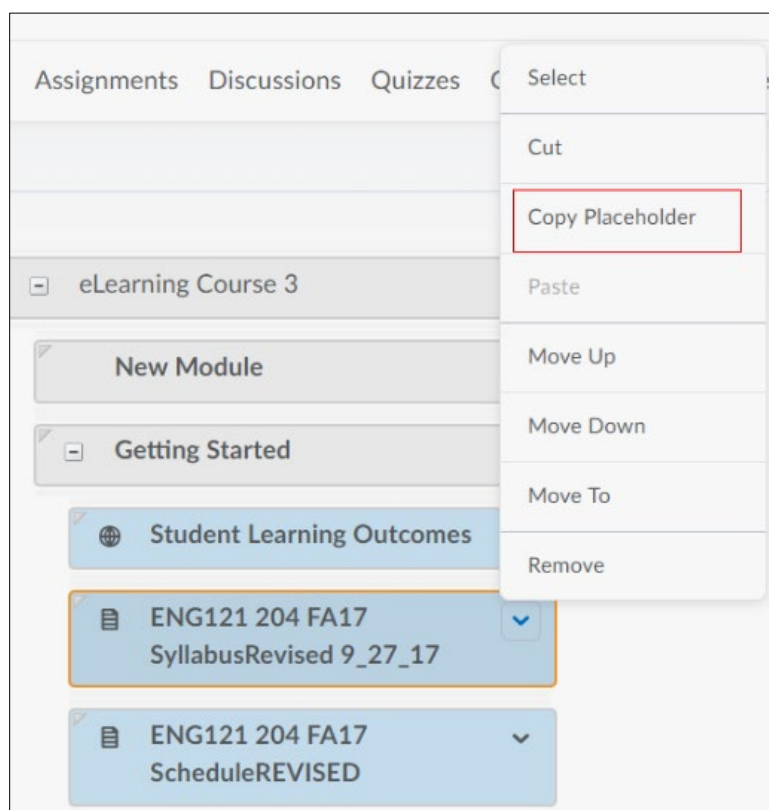 Assignments Discussions Quizzes
Select
Cut
Copy Placeholder
Paste
Move Up
Move Down
Move To
Remove
eLearning Course 3
New Module
Getting Started
Student Learning Outcomes
ENG121 204 FA17
SyllabusRevised 9_27_17
ENG121 204 FA17
ScheduleREVISED